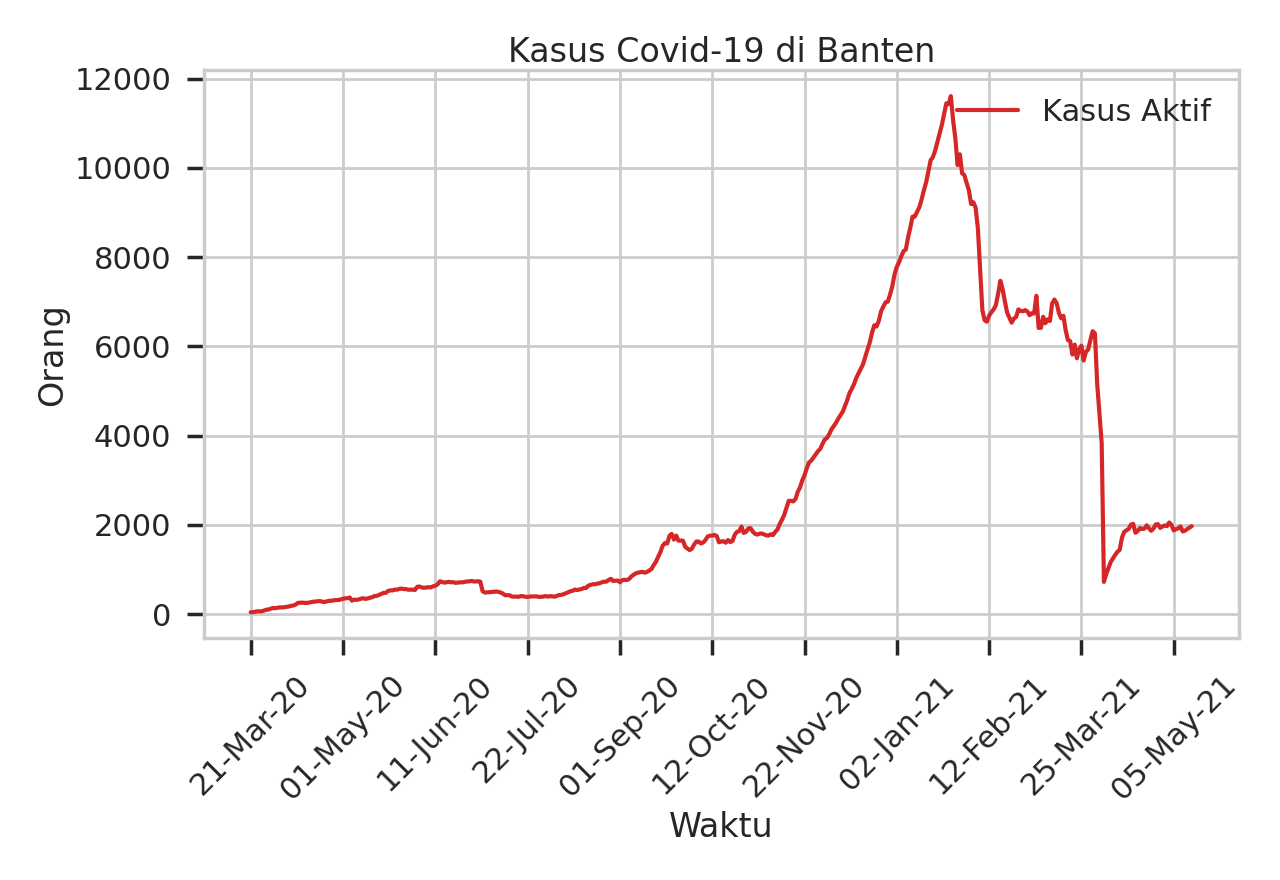 Kasus Covid-19 di Banten
12000
10000
8000
6000
4000
2000
0
Orang
Kasus Aktif
21-Mar-20
01-May-20
11-Jun-20
22-Jul-20
01-Sep-20
12-Oct-20
22-Nov-20
02-Jan-21
12-Feb-21
25-Mar-21
05-May-21
Waktu